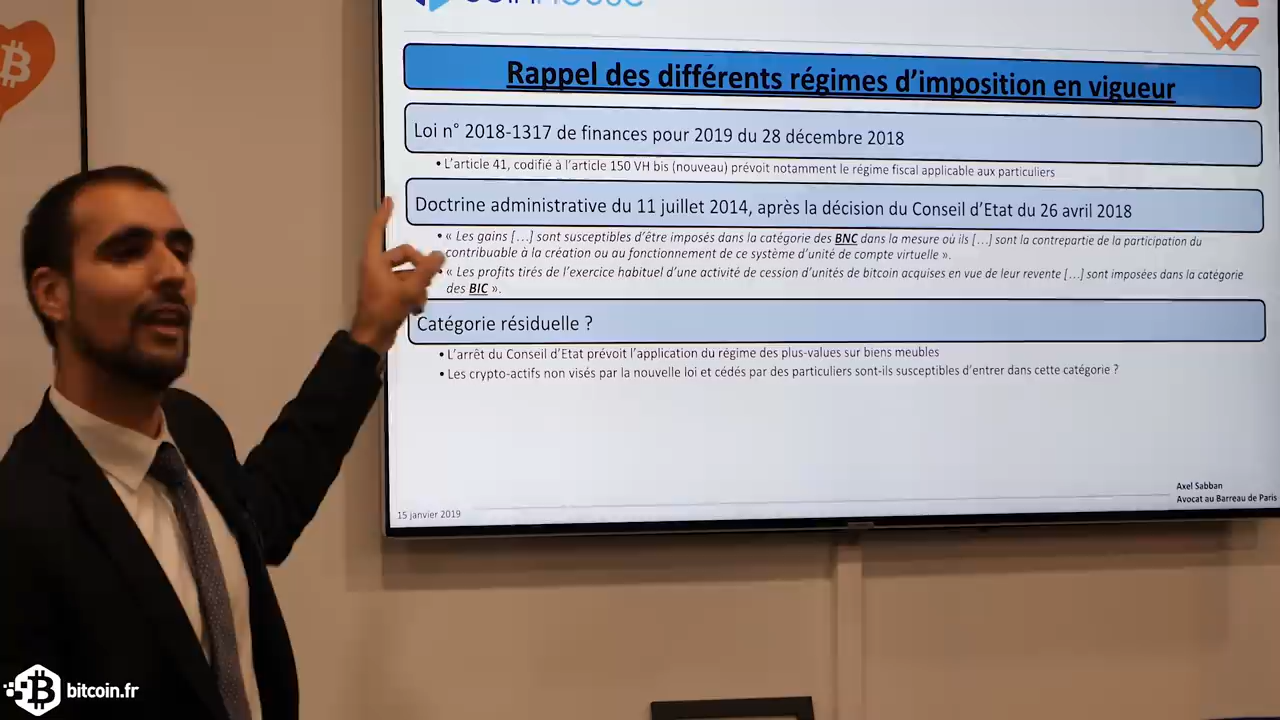 coinhouse
Rappel des différents régimes d'imposition en vigueur
Loi n° 2018-1317 de finances pour 2019 du 28 décembre 2018
• L'article 41, codifié à l'article 150 VH bis (nouveau) prévoit notamment le régime fiscal applicable aux particuliers
Doctrine administrative du 11 juillet 2014, après la décision du Conseil d'Etat du 26 avril 2018
• « Les gains […] sont susceptibles d'être imposés dans la catégorie des BNC dans la mesure où ils […] sont la contrepartie de la participation du
contribuable à la création ou au fonctionnement de ce système d'unité de compte virtuelle ».
• « Les profits tirés de l'exercice habituel d'une activité de cession d'unités de bitcoin acquises en vue de leur revente […] sont imposées dans la catégorie
des BIC ».
Catégorie résiduelle ?
• L'arrêt du Conseil d'Etat prévoit l'application du régime des plus-values sur biens meubles
• Les crypto-actifs non visés par la nouvelle loi et cédés par des particuliers sont-ils susceptibles d'entrer dans cette catégorie ?
Axel Sabban
Avocat au Barreau de Paris
15 janvier 2019
bitcoin.fr